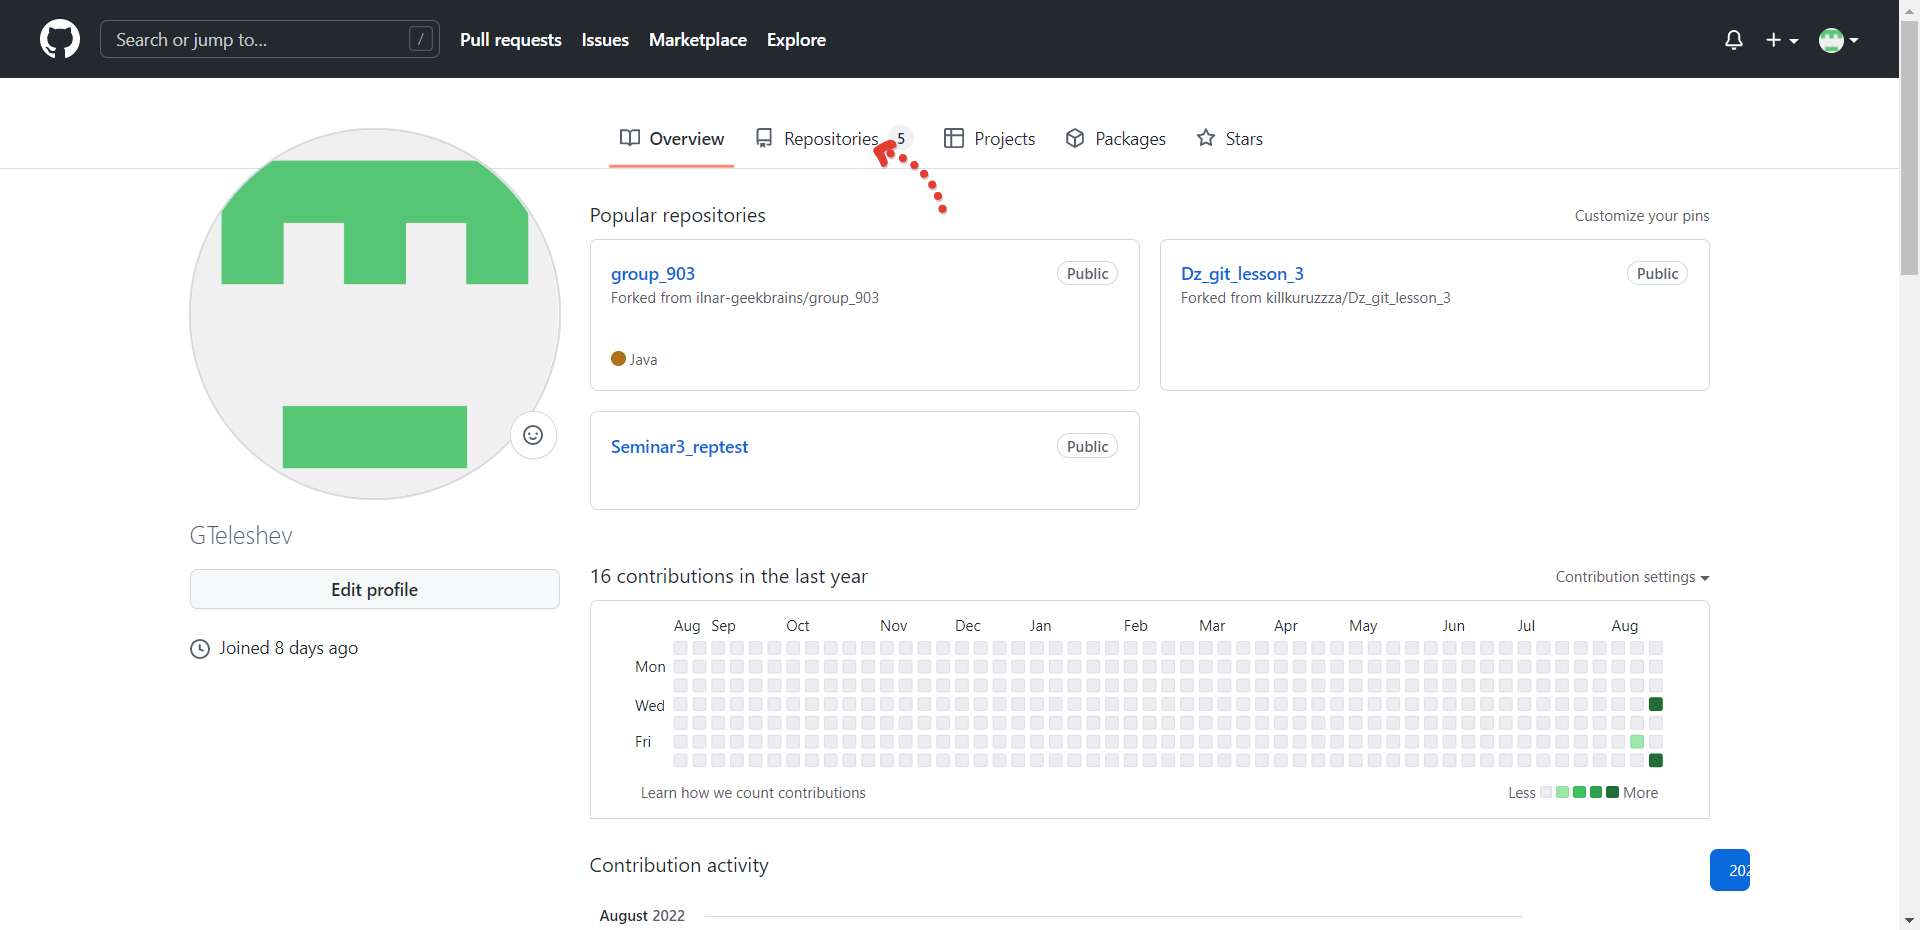 Search or jump to... /
Pull requests Issues Marketplace Explore
Overview Repositories 5 Projects Packages Stars
Popular repositories Customize your pins
group_903 Public
Forked from ilnar-geekbrains/group_903
Java
Dz_git_lesson_3 Public
Forked from killkuruzzza/Dz_git_lesson_3
Seminar3_reptest Public
GTeleshev
Edit profile
Joined 8 days ago
16 contributions in the last year Contribution settings
Aug Sep Oct Nov Dec Jan Feb Mar Apr May Jun Jul Aug
Mon
Wed
Fri
Learn how we count contributions Less More
Contribution activity
August 2022